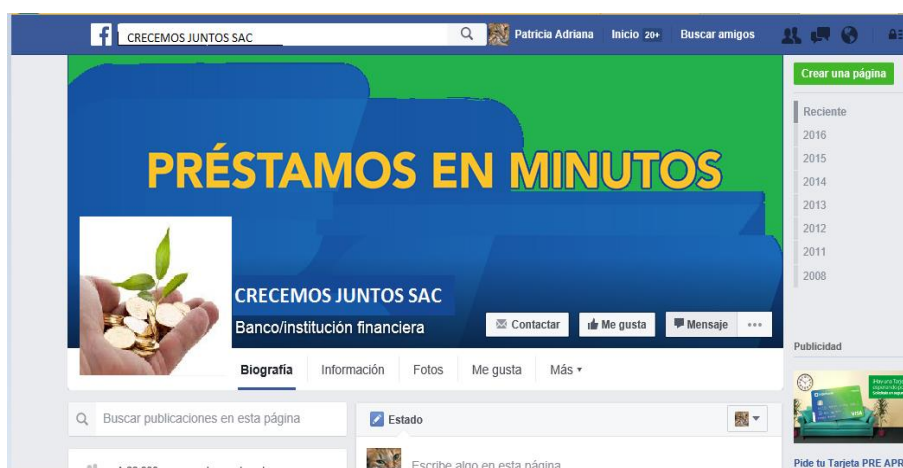 f CRECEMOS JUNTOS SAC Patricia Adriana Inicio 20+ Buscar amigos
Crear una página
Reciente
2016
2015
2014
2013
2012
2011
2008
PRÉSTAMOS EN MINUTOS
CRECEMOS JUNTOS SAC
Banco/institución financiera
Contactar Me gusta Mensaje ...
Biografía Información Fotos Me gusta Más
Publicidad
Buscar publicaciones en esta página
Estado
Escribe algo en esta página
VISA
Pide tu Tarjeta PRE APR